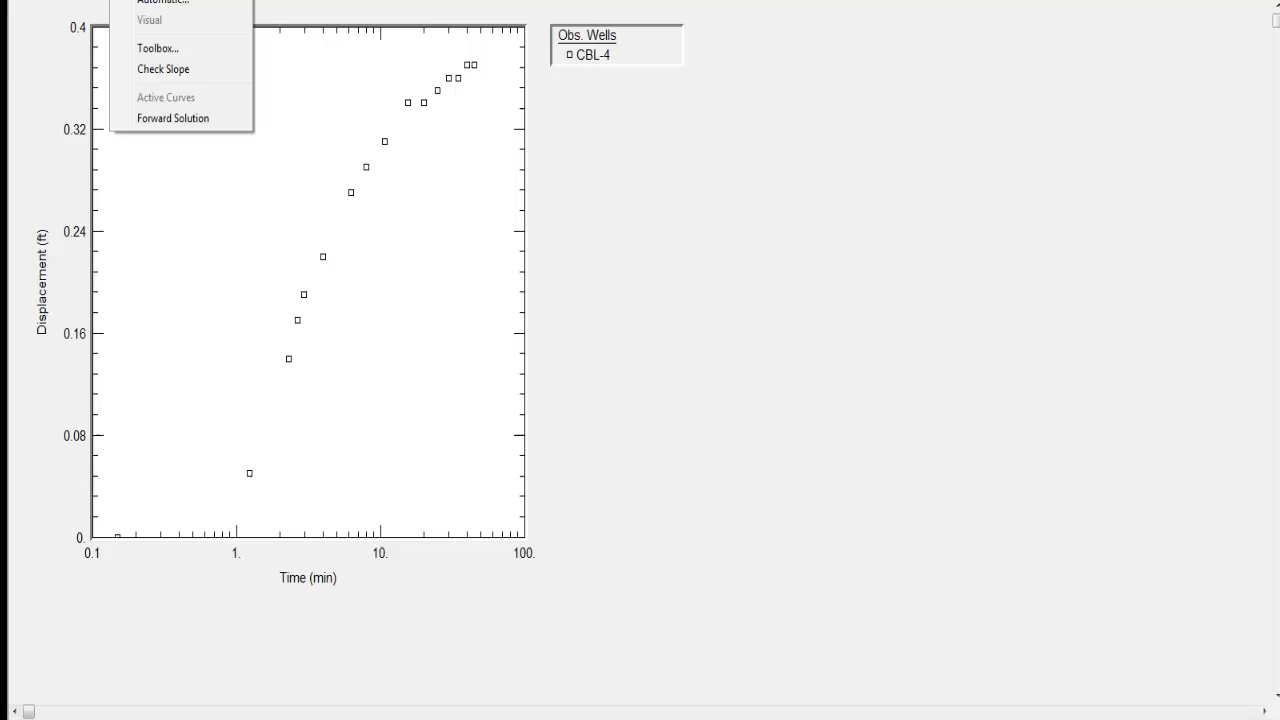 Automatic...
Visual
Toolbox...
Check Slope
Active Curves
Forward Solution
Obs. Wells
CBL-4
0.4
0.32
0.24
0.16
0.08
0.
Displacement (ft)
0.1
1.
10.
100.
Time (min)